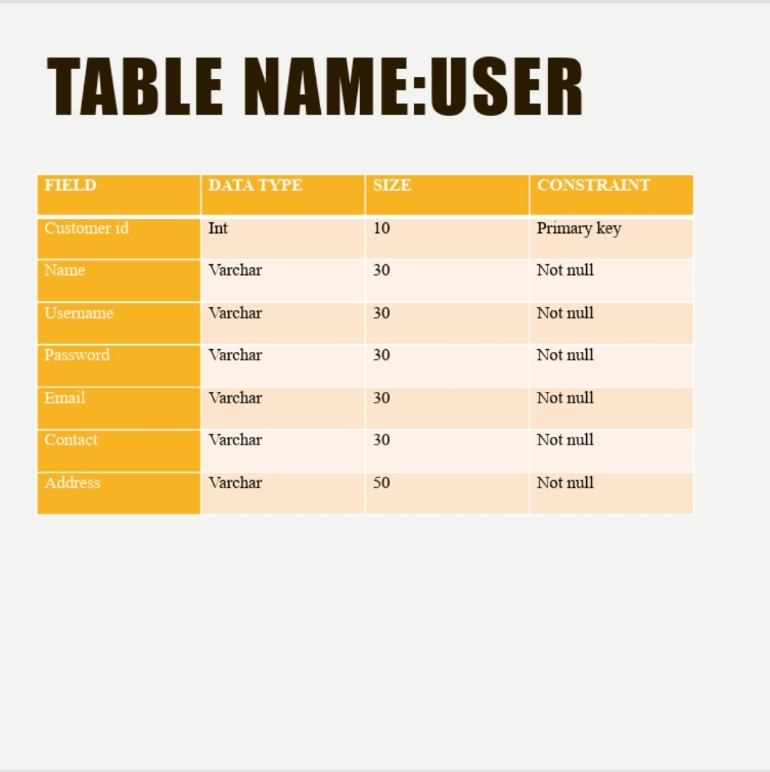 TABLE NAME:USER
FIELD DATA TYPE SIZE CONSTRAINT
Customer id Int 10 Primary key
Name Varchar 30 Not null
Username Varchar 30 Not null
Password Varchar 30 Not null
Email Varchar 30 Not null
Contact Varchar 30 Not null
Address Varchar 50 Not null